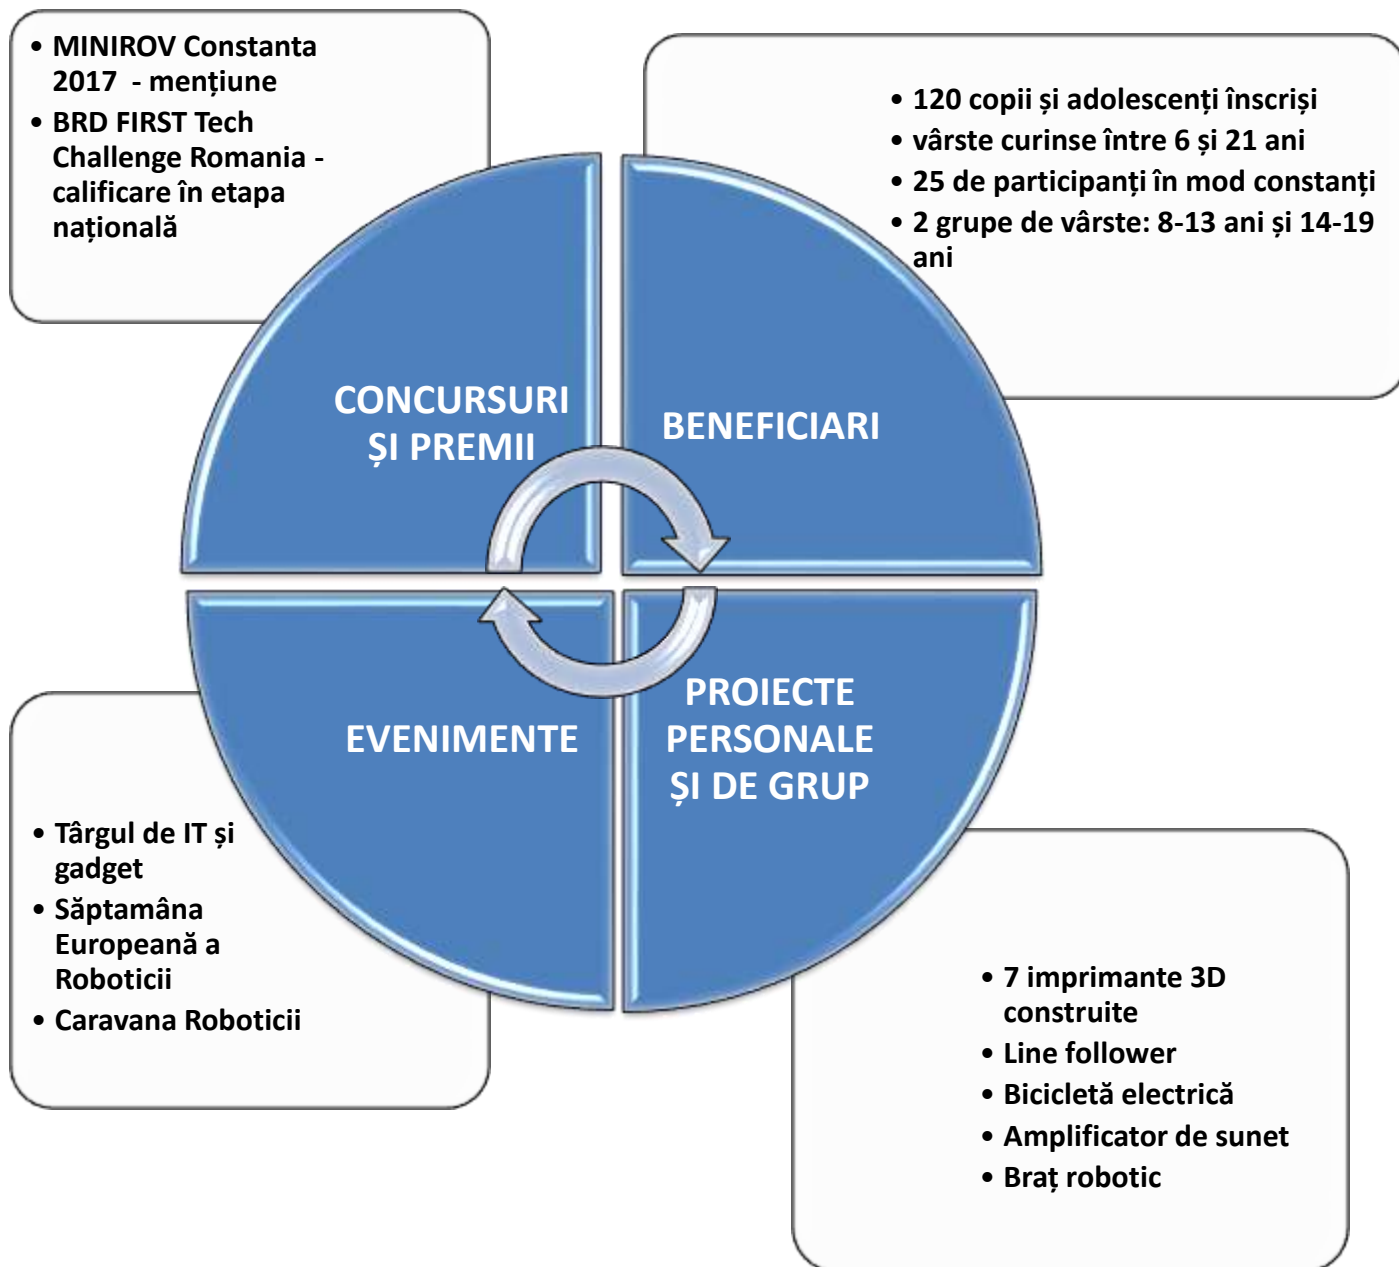 • MINIROV Constanta
2017 - mențiune
• BRD FIRST Tech
Challenge Romania -
calificare în etapa
națională
• 120 copii și adolescenți înscriși
• vârste curinse între 6 și 21 ani
• 25 de participanți în mod constanți
• 2 grupe de vârste: 8-13 ani și 14-19
ani
CONCURSURI
ȘI PREMII
BENEFICIARI
EVENIMENTE
PROIECTE
PERSONALE
ȘI DE GRUP
• Târgul de IT și
gadget
• Săptamâna
Europeană a
Roboticii
• Caravana Roboticii
• 7 imprimante 3D
construite
• Line follower
• Bicicletă electrică
• Amplificator de sunet
• Braț robotic